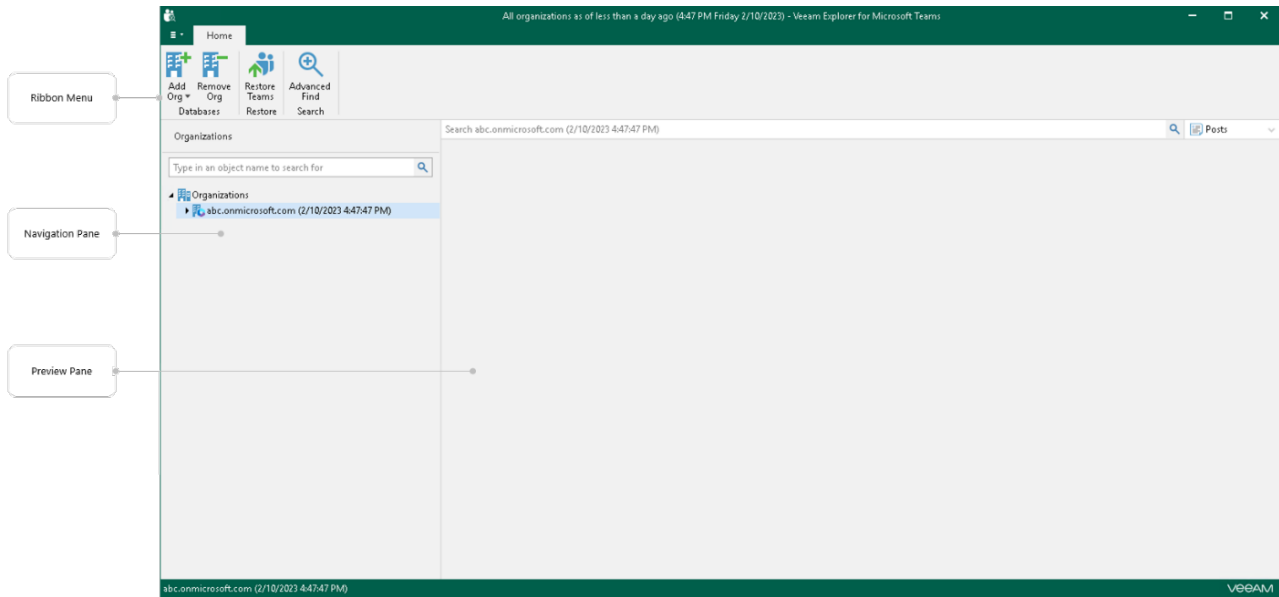 All organizations as of less than a day ago (4:47 PM Friday 2/10/2023) - Veeam Explorer for Microsoft Teams
Home
Add Org
Remove Org
Restore Teams
Advanced Find
Databases
Restore
Search
Ribbon Menu
Organizations
Search abc.onmicrosoft.com (2/10/2023 4:47:47 PM)
Posts
Type in an object name to search for
Organizations
abc.onmicrosoft.com (2/10/2023 4:47:47 PM)
Navigation Pane
Preview Pane
abc.onmicrosoft.com (2/10/2023 4:47:47 PM)
veeAM